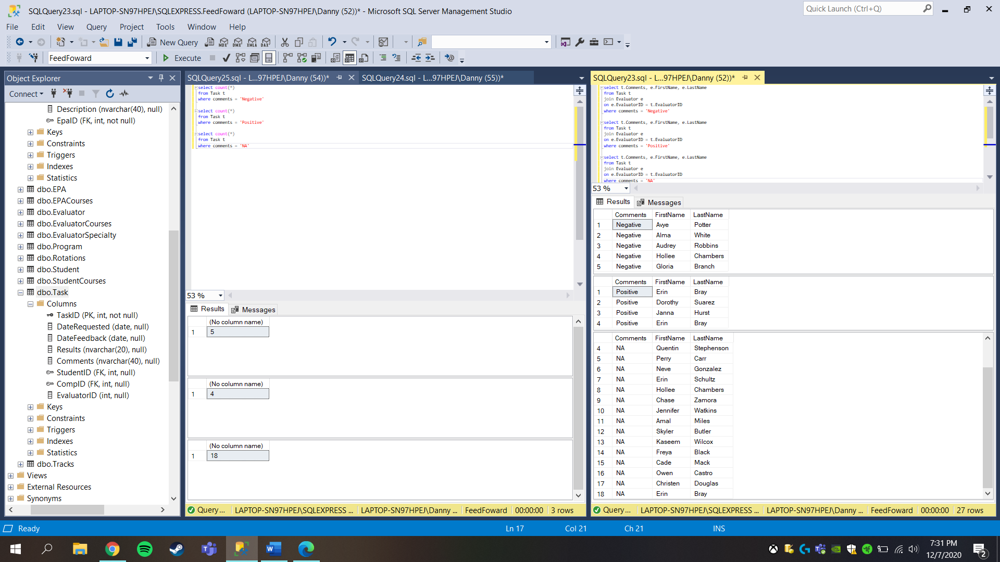 SQLQuery23.sql - LAPTOP-SN97HPEJ\SQLEXPRESS.FeedFoward (LAPTOP-SN97HPEJ\Danny (52))* - Microsoft SQL Server Management Studio
Quick Launch (Ctrl+Q)
File Edit View Query Project Tools Window Help
New Query
MDX DMX XMLA DAX
FeedFoward
Execute
Object Explorer
Connect
Description (nvarchar(40), null)
EpaID (FK, int, not null)
Keys
Constraints
Triggers
Indexes
Statistics
dbo.EPA
dbo.EPACourses
dbo.Evaluator
dbo.EvaluatorCourses
dbo.EvaluatorSpecialty
dbo.Program
dbo.Rotations
dbo.Student
dbo.StudentCourses
dbo.Task
Columns
TaskID (PK, int, not null)
DateRequested (date, null)
DateFeedback (date, null)
Results (nvarchar(20), null)
Comments (nvarchar(40), null)
StudentID (FK, int, null)
CompID (FK, int, null)
EvaluatorID (int, null)
Keys
Constraints
Triggers
Indexes
Statistics
dbo.Tracks
Views
External Resources
Synonyms
SQLQuery25.sql - L...97HPEJ\Danny (54))*
SQLQuery24.sql - L...97HPEJ\Danny (55))*
select count(*)
from Task t
where comments = 'Negative'
select count(*)
from Task t
where comments = 'Positive'
select count(*)
from Task t
where comments = 'NA'
53 %
Results Messages
(No column name)
1 5
(No column name)
1 4
(No column name)
1 18
Query... LAPTOP-SN97HPEJ\SQLEXPRESS ... LAPTOP-SN97HPEJ\Danny ... FeedFoward 00:00:00 3 rows
SQLQuery23.sql - L...97HPEJ\Danny (52))*
select t.Comments, e.FirstName, e.LastName
from Task t
join Evaluator e
on e.EvaluatorID = t.EvaluatorID
where comments = 'Negative'
select t.Comments, e.FirstName, e.LastName
from Task t
join Evaluator e
on e.EvaluatorID = t.EvaluatorID
where comments = 'Positive'
select t.Comments, e.FirstName, e.LastName
from Task t
join Evaluator e
on e.EvaluatorID = t.EvaluatorID
where comments = 'NA'
53 %
Results Messages
Comments FirstName LastName
1 Negative Avye Potter
2 Negative Alma White
3 Negative Audrey Robbins
4 Negative Hollee Chambers
5 Negative Gloria Branch
Comments FirstName LastName
1 Positive Erin Bray
2 Positive Dorothy Suarez
3 Positive Janna Hurst
4 Positive Erin Bray
Comments FirstName LastName
4 NA Quentin Stephenson
5 NA Perry Carr
6 NA Neve Gonzalez
7 NA Erin Schultz
8 NA Hollee Chambers
9 NA Chase Zamora
10 NA Jennifer Watkins
11 NA Amal Miles
12 NA Skyler Butler
13 NA Kaseem Wilcox
14 NA Freya Black
15 NA Cade Mack
16 NA Owen Castro
17 NA Christen Douglas
18 NA Erin Bray
Query... LAPTOP-SN97HPEJ\SQLEXPRESS ... LAPTOP-SN97HPEJ\Danny ... FeedFoward 00:00:00 27 rows
Ready Ln 17 Col 21 Ch 21 INS
7:31 PM
12/7/2020
2